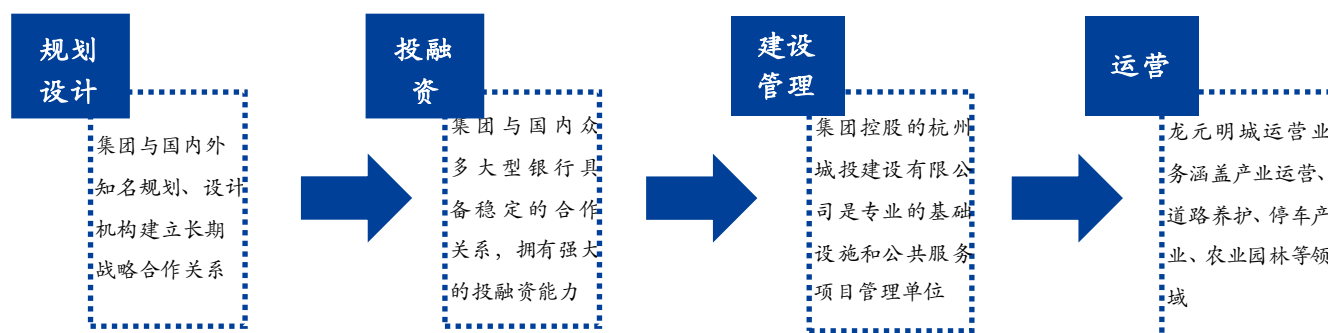 规划
设计
集团与国内外
知名规划、设计
机构建立长期
战略合作关系
投融
资
集团与国内众
多大型银行具
备稳定的合作
关系，拥有强大
的投融资能力
建设
管理
集团控股的杭州
城投建设有限公
司是专业的基础
设施和公共服务
项目管理单位
运营
龙元明城运营业
务涵盖产业运营、
道路养护、停车产
业、农业园林等领
域